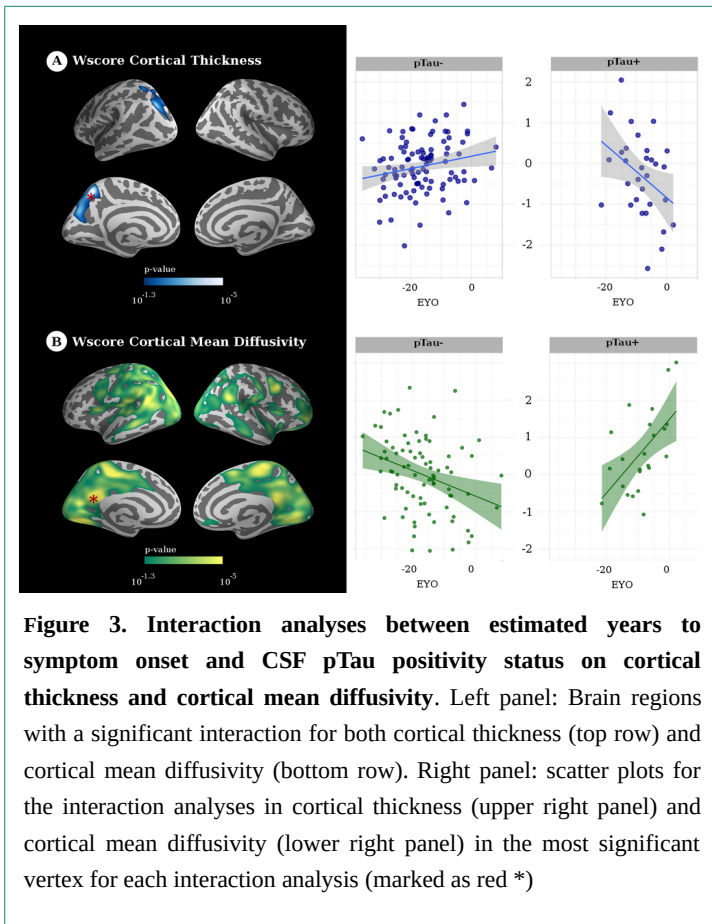 A Wscore Cortical Thickness
p-value
10^-1.3 10^-5
pTau- pTau+
2
1
0
-1
-2
-20 0 -20 0
EYO EYO
B Wscore Cortical Mean Diffusivity
p-value
10^-1.3 10^-5
pTau- pTau+
2
1
0
-1
-2
-20 0 -20 0
EYO EYO
Figure 3. Interaction analyses between estimated years to
symptom onset and CSF pTau positivity status on cortical
thickness and cortical mean diffusivity. Left panel: Brain regions
with a significant interaction for both cortical thickness (top row) and
cortical mean diffusivity (bottom row). Right panel: scatter plots for
the interaction analyses in cortical thickness (upper right panel) and
cortical mean diffusivity (lower right panel) in the most significant
vertex for each interaction analysis (marked as red *)